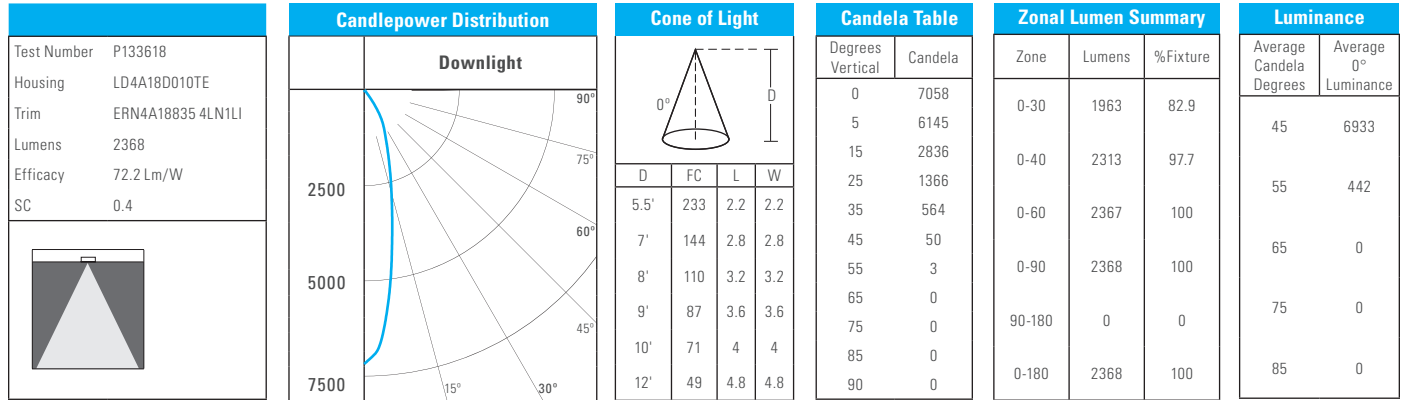 Test Number P133618
Housing LD4A18D010TE
Trim ERN4A18835 4LN1LI
Lumens 2368
Efficacy 72.2 Lm/W
SC 0.4
Candlepower Distribution
Downlight
90°
75°
2500
60°
5000
45°
7500
15°
30°
Cone of Light
0°
D
D FC L W
5.5' 233 2.2 2.2
7' 144 2.8 2.8
8' 110 3.2 3.2
9' 87 3.6 3.6
10' 71 4 4
12' 49 4.8 4.8
Candela Table
Degrees
Vertical
Candela
0 7058
5 6145
15 2836
25 1366
35 564
45 50
55 3
65 0
75 0
85 0
90 0
Zonal Lumen Summary
Zone Lumens %Fixture
0-30 1963 82.9
0-40 2313 97.7
0-60 2367 100
0-90 2368 100
90-180 0 0
0-180 2368 100
Luminance
Average
Candela
Degrees
Average
0°
Luminance
45 6933
55 442
65 0
75 0
85 0